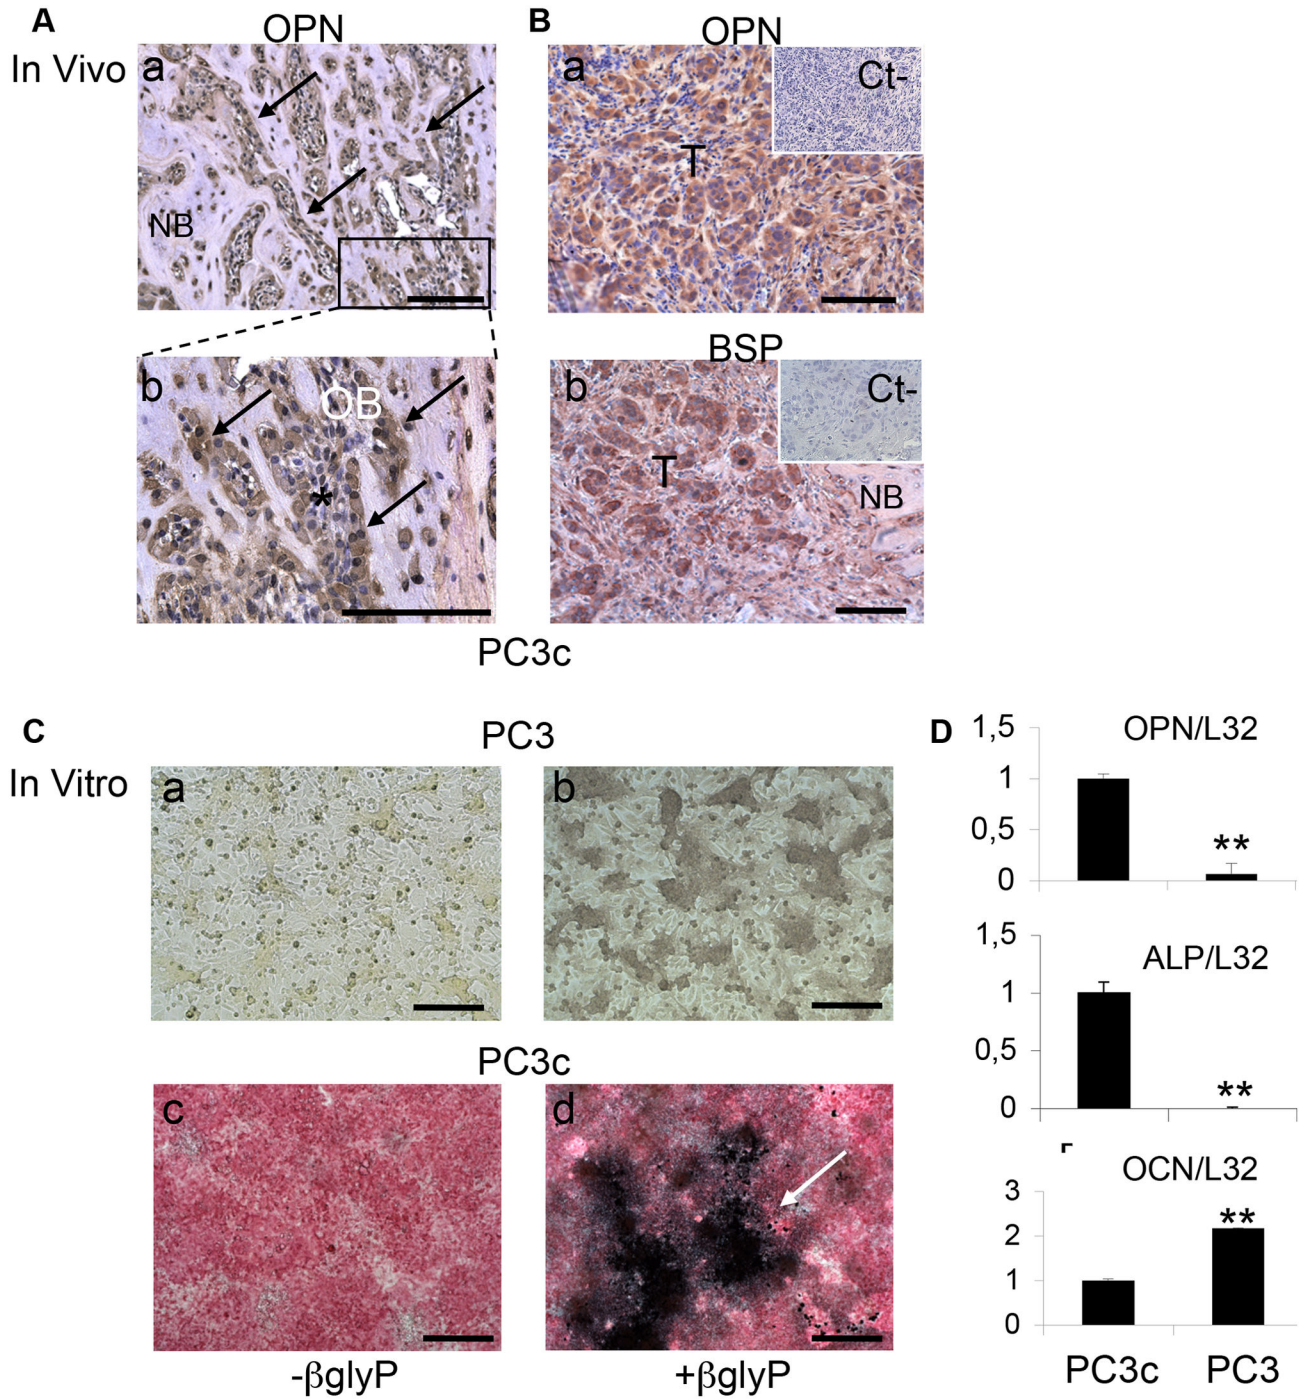 A
OPN
In Vivo
a
NB
b
OB
*
B
OPN
a
Ct-
T
BSP
b
Ct-
T
NB
PC3c
C
PC3
In Vitro
a
b
PC3c
c
d
-βglyP
+βglyP
D
OPN/L32
1,5
1
0,5
0
**
ALP/L32
1,5
1
0,5
0
**
OCN/L32
3
2
1
0
**
PC3c PC3